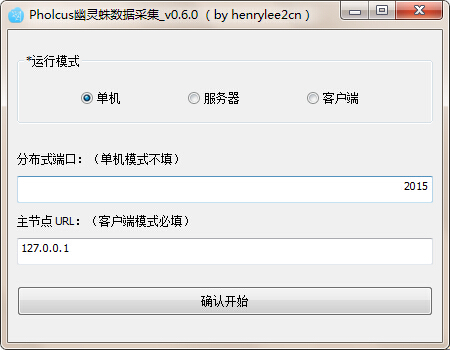 Pholcus幽灵蛛数据采集_v0.6.0 （by henrylee2cn）
*运行模式
单机 服务器 客户端
分布式端口：（单机模式不填）
2015
主节点 URL：（客户端模式必填）
127.0.0.1
确认开始